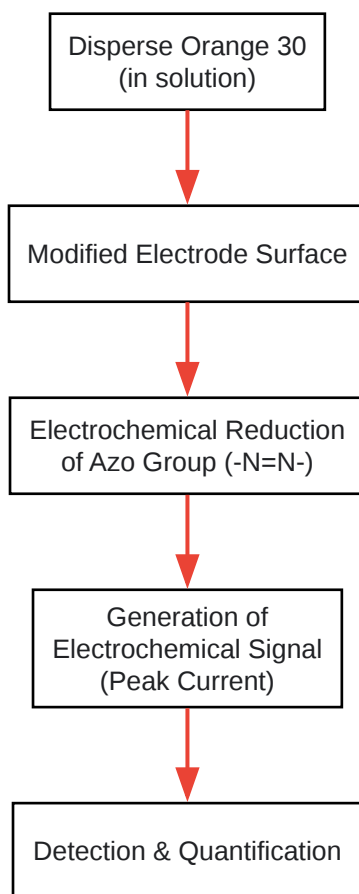 Disperse Orange 30
(in solution)
Modified Electrode Surface
Electrochemical Reduction
of Azo Group (-N=N-)
Generation of
Electrochemical Signal
(Peak Current)
Detection & Quantification